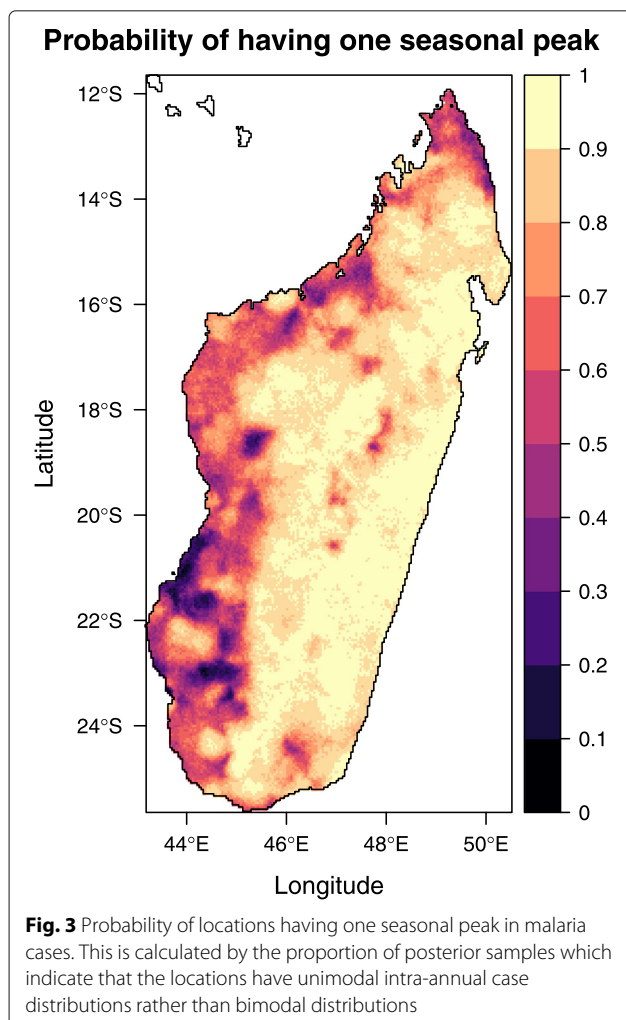 Probability of having one seasonal peak
12°S
14°S
16°S
18°S
20°S
22°S
24°S
Latitude
44°E 46°E 48°E 50°E
Longitude
1
0.9
0.8
0.7
0.6
0.5
0.4
0.3
0.2
0.1
0
Fig. 3 Probability of locations having one seasonal peak in malaria
cases. This is calculated by the proportion of posterior samples which
indicate that the locations have unimodal intra-annual case
distributions rather than bimodal distributions